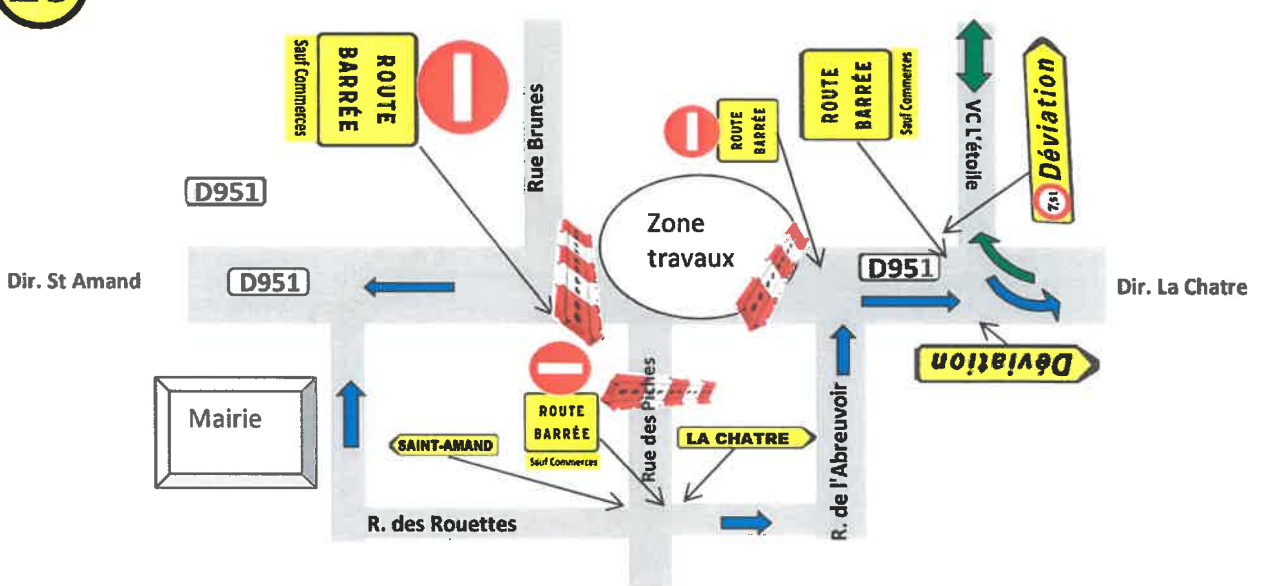 ROUTE
BARRÉE
Sauf Commerces
Rue Brunes
ROUTE
BARRÉE
ROUTE
BARRÉE
Sauf Commerces
VC L'étoile
Déviation
D951
Zone
travaux
Dir. St Amand
D951
D951
Dir. La Chatre
Déviation
Mairie
ROUTE
BARRÉE
Sauf Commerces
SAINT-AMAND
Rue des Piches
LA CHATRE
R. de l'Abreuvoir
R. des Rouettes